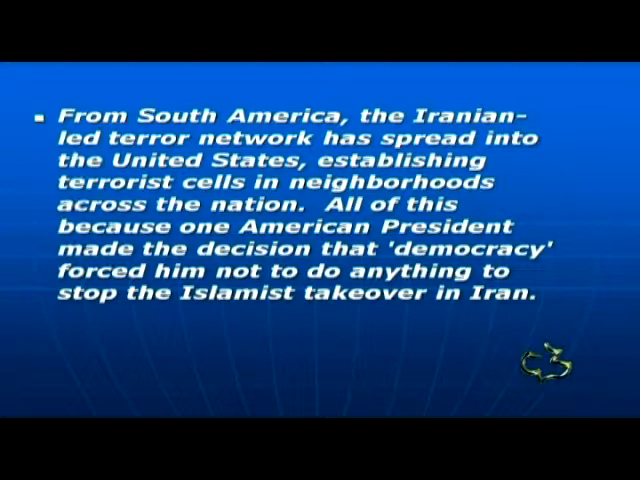 From South America, the Iranian-
led terror network has spread into
the United States, establishing
terrorist cells in neighborhoods
across the nation.  All of this
because one American President
made the decision that 'democracy'
forced him not to do anything to
stop the Islamist takeover in Iran.